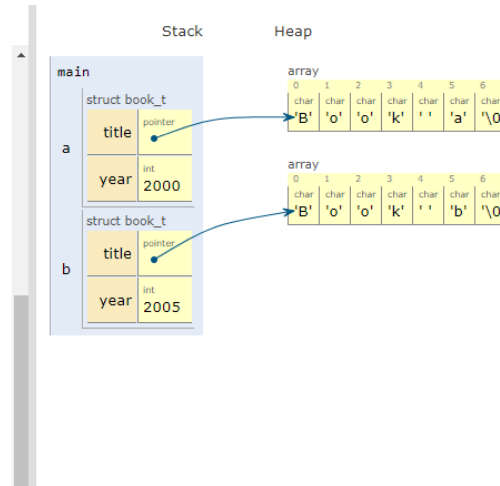 Stack Heap
main
array
0 1 2 3 4 5 6
char char char char char char char
'B' 'o' 'o' 'k' ' ' 'a' '\0
a
struct book_t
title pointer
year int
2000
array
0 1 2 3 4 5 6
char char char char char char char
'B' 'o' 'o' 'k' ' ' 'b' '\0
b
struct book_t
title pointer
year int
2005